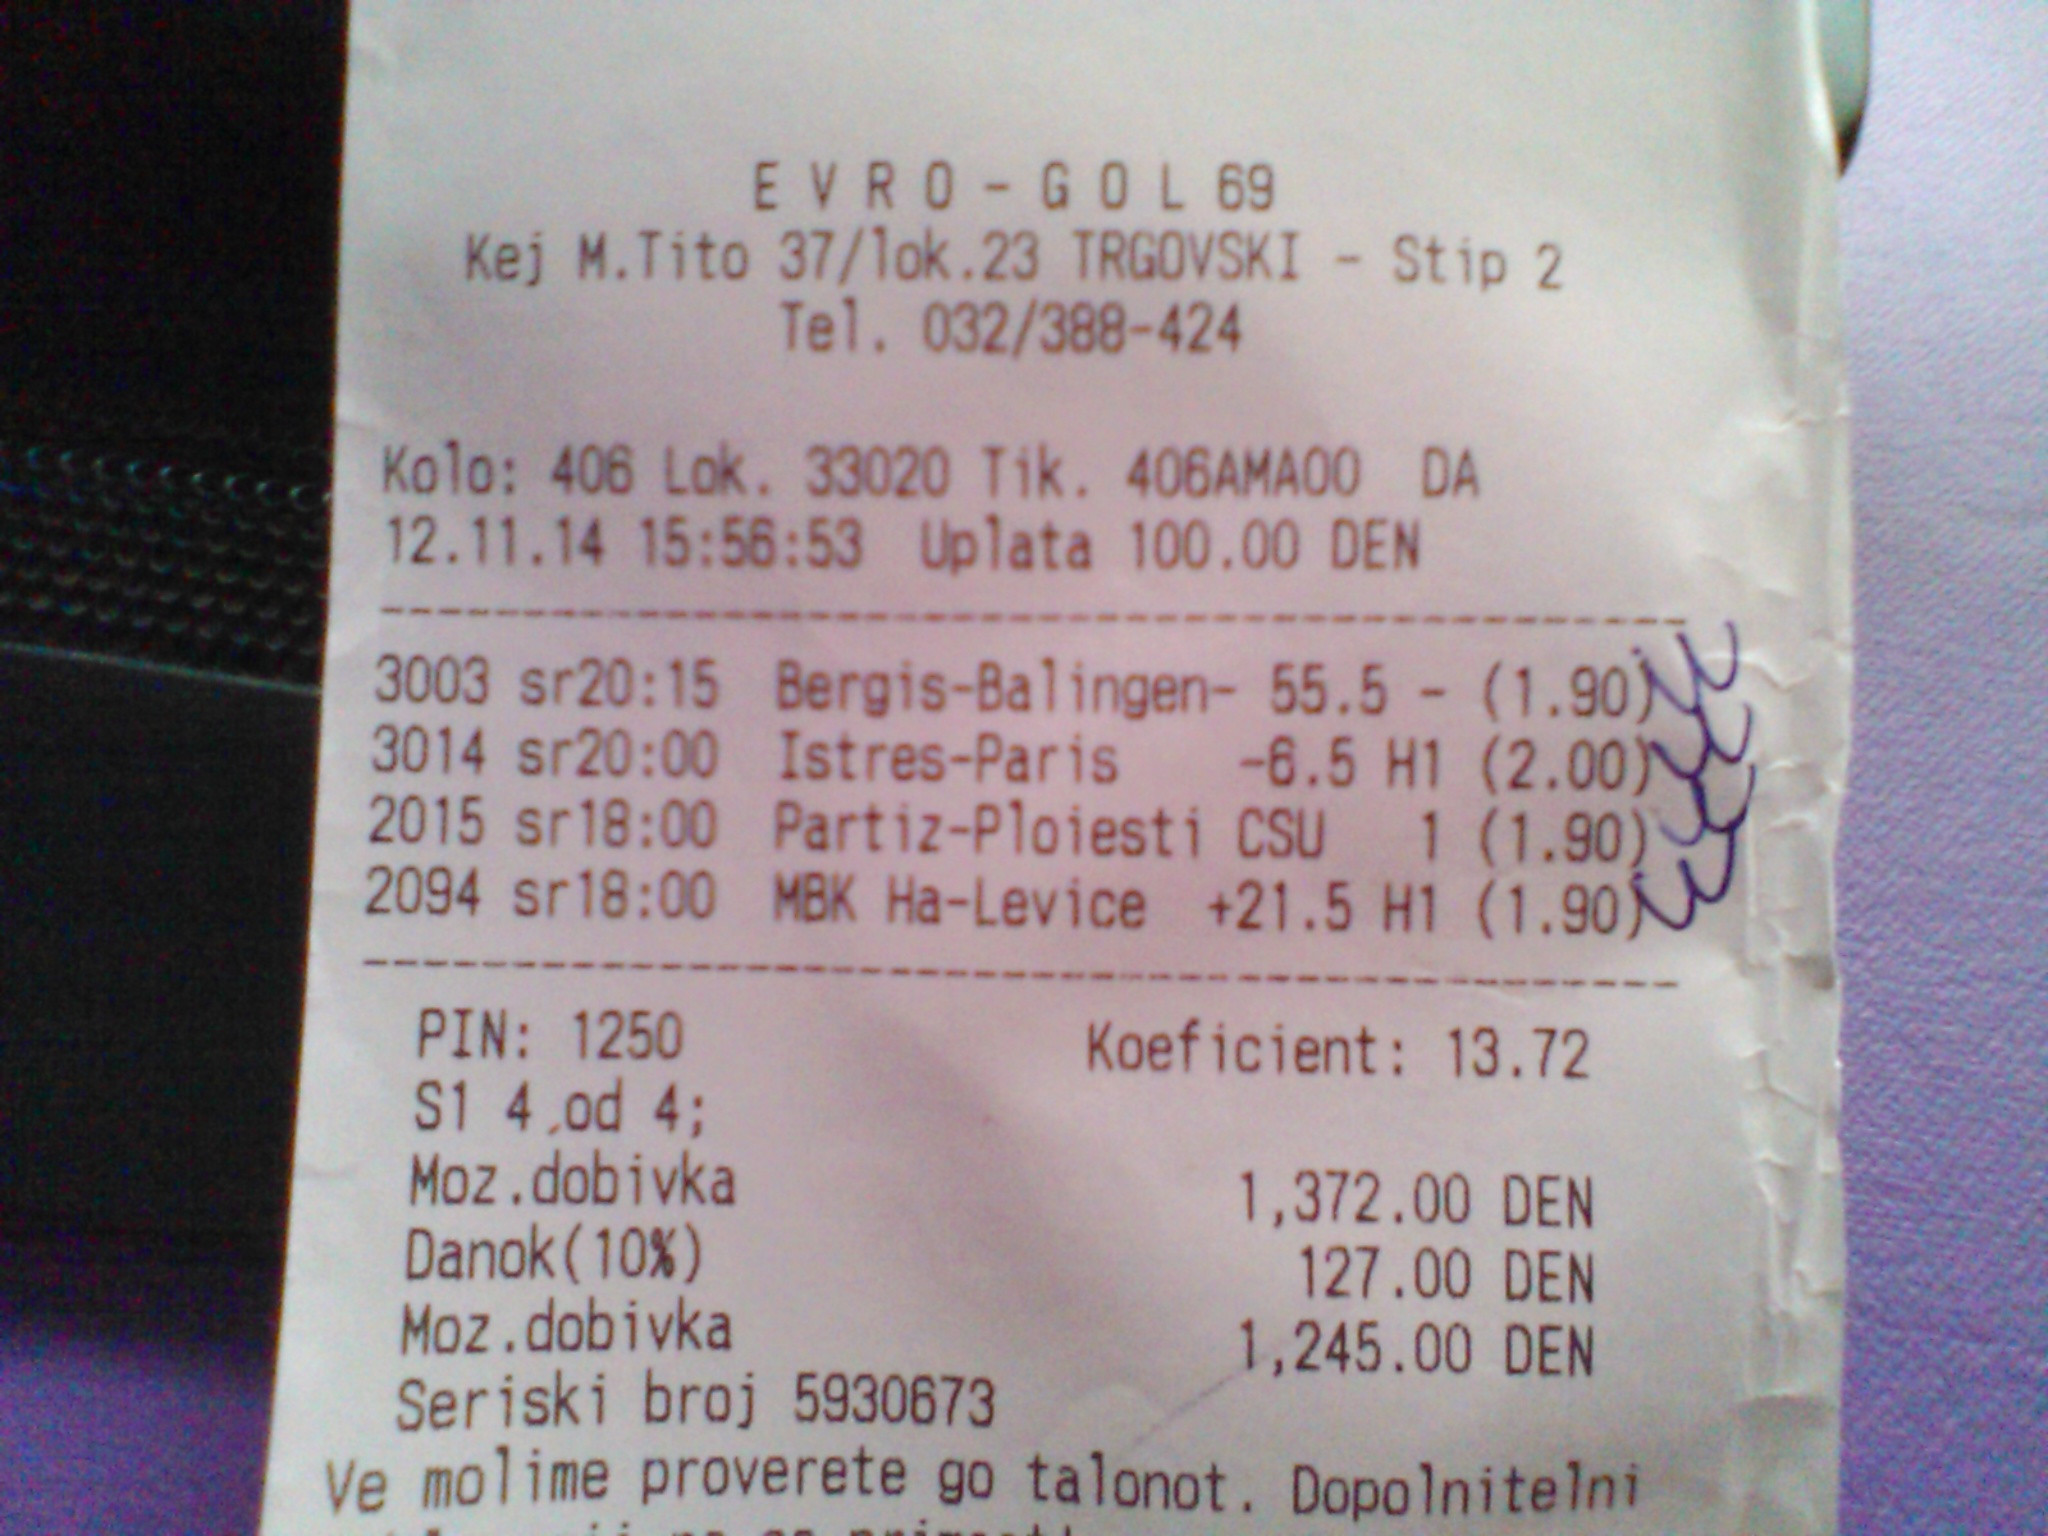 EVRO-GOL 69
Kej M.Tito 37/lok.23 TRGOVSKI - Stip 2
Tel. 032/388-424
Kolo: 406 Lok. 33020 Tik. 406AMA00 DA
12.11.14 15:56:53 Uplata 100.00 DEN
3003 sr20:15 Bergis-Balingen- 55.5 - (1.90)
3014 sr20:00 Istres-Paris -6.5 H1 (2.00)
2015 sr18:00 Partiz-Ploiesti CSU 1 (1.90)
2094 sr18:00 MBK Ha-Levice +21.5 H1 (1.90)
PIN: 1250 Koeficient: 13.72
S1 4 od 4;
Moz.dobivka 1,372.00 DEN
Danok(10%) 127.00 DEN
Moz.dobivka 1,245.00 DEN
Seriski broj 5930673
Ve molime proverete go talonot. Dopolnitelni